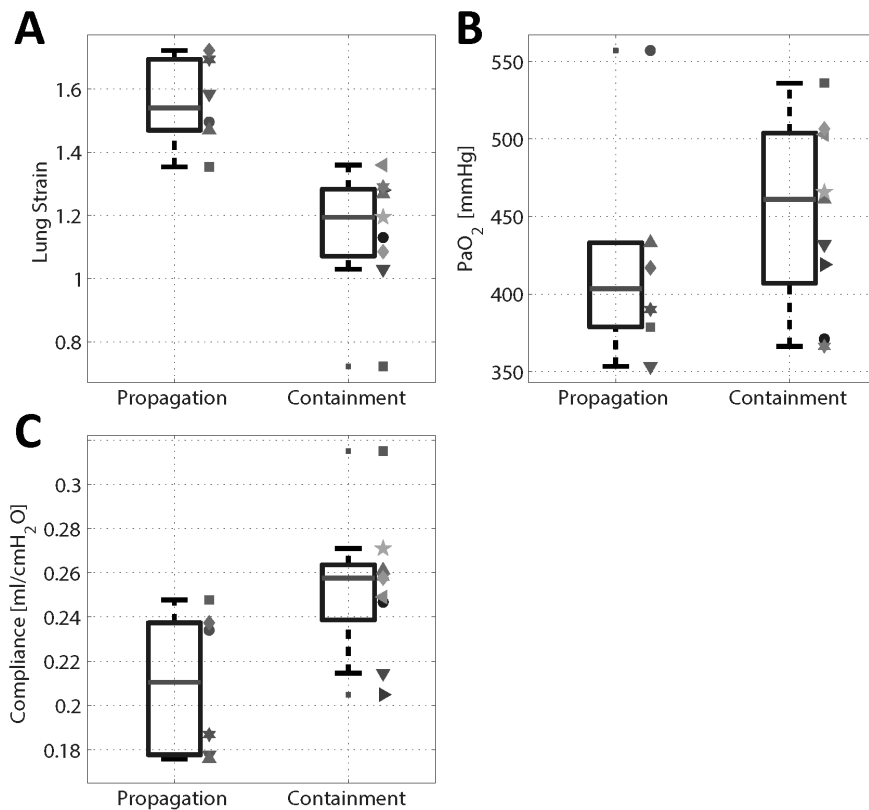 A
Lung Strain
1.6
1.4
1.2
1
0.8
Propagation
Containment
B
PaO2 [mmHg]
550
500
450
400
350
Propagation
Containment
C
Compliance [ml/cmH2O]
0.3
0.28
0.26
0.24
0.22
0.2
0.18
Propagation
Containment